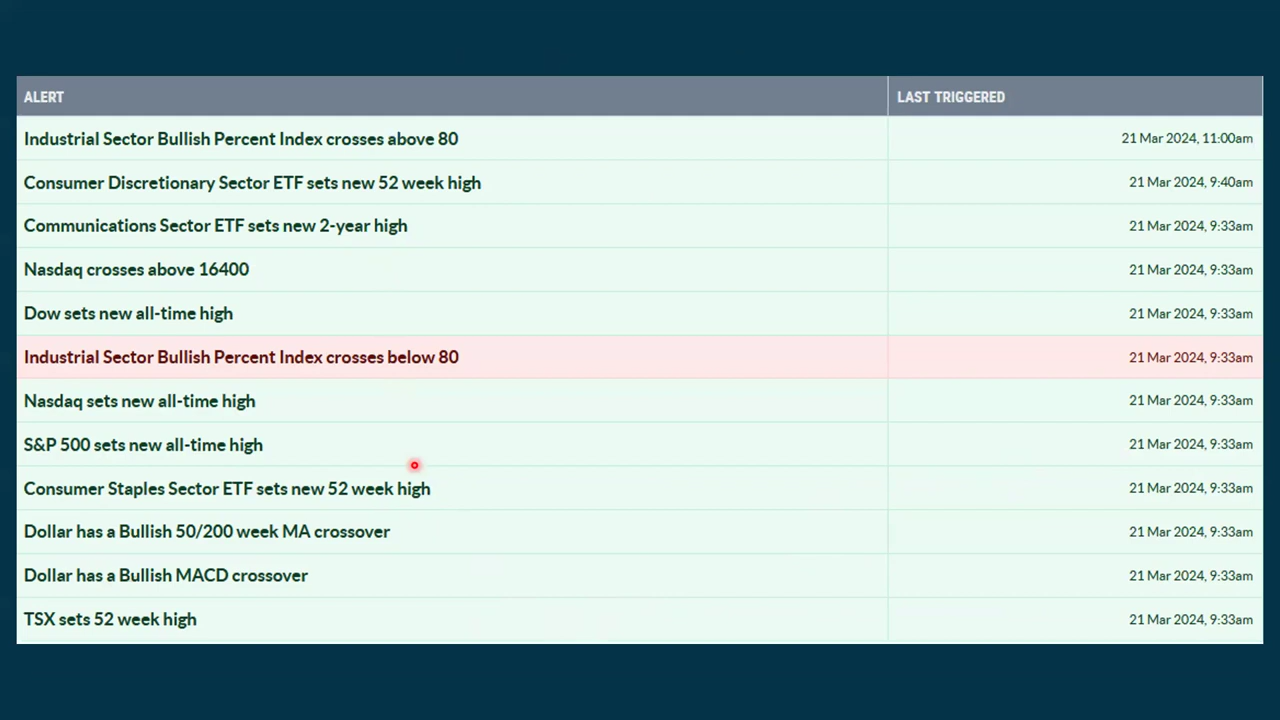 ALERT LAST TRIGGERED
Industrial Sector Bullish Percent Index crosses above 80 21 Mar 2024, 11:00am
Consumer Discretionary Sector ETF sets new 52 week high 21 Mar 2024, 9:40am
Communications Sector ETF sets new 2-year high 21 Mar 2024, 9:33am
Nasdaq crosses above 16400 21 Mar 2024, 9:33am
Dow sets new all-time high 21 Mar 2024, 9:33am
Industrial Sector Bullish Percent Index crosses below 80 21 Mar 2024, 9:33am
Nasdaq sets new all-time high 21 Mar 2024, 9:33am
S&P 500 sets new all-time high 21 Mar 2024, 9:33am
Consumer Staples Sector ETF sets new 52 week high 21 Mar 2024, 9:33am
Dollar has a Bullish 50/200 week MA crossover 21 Mar 2024, 9:33am
Dollar has a Bullish MACD crossover 21 Mar 2024, 9:33am
TSX sets 52 week high 21 Mar 2024, 9:33am